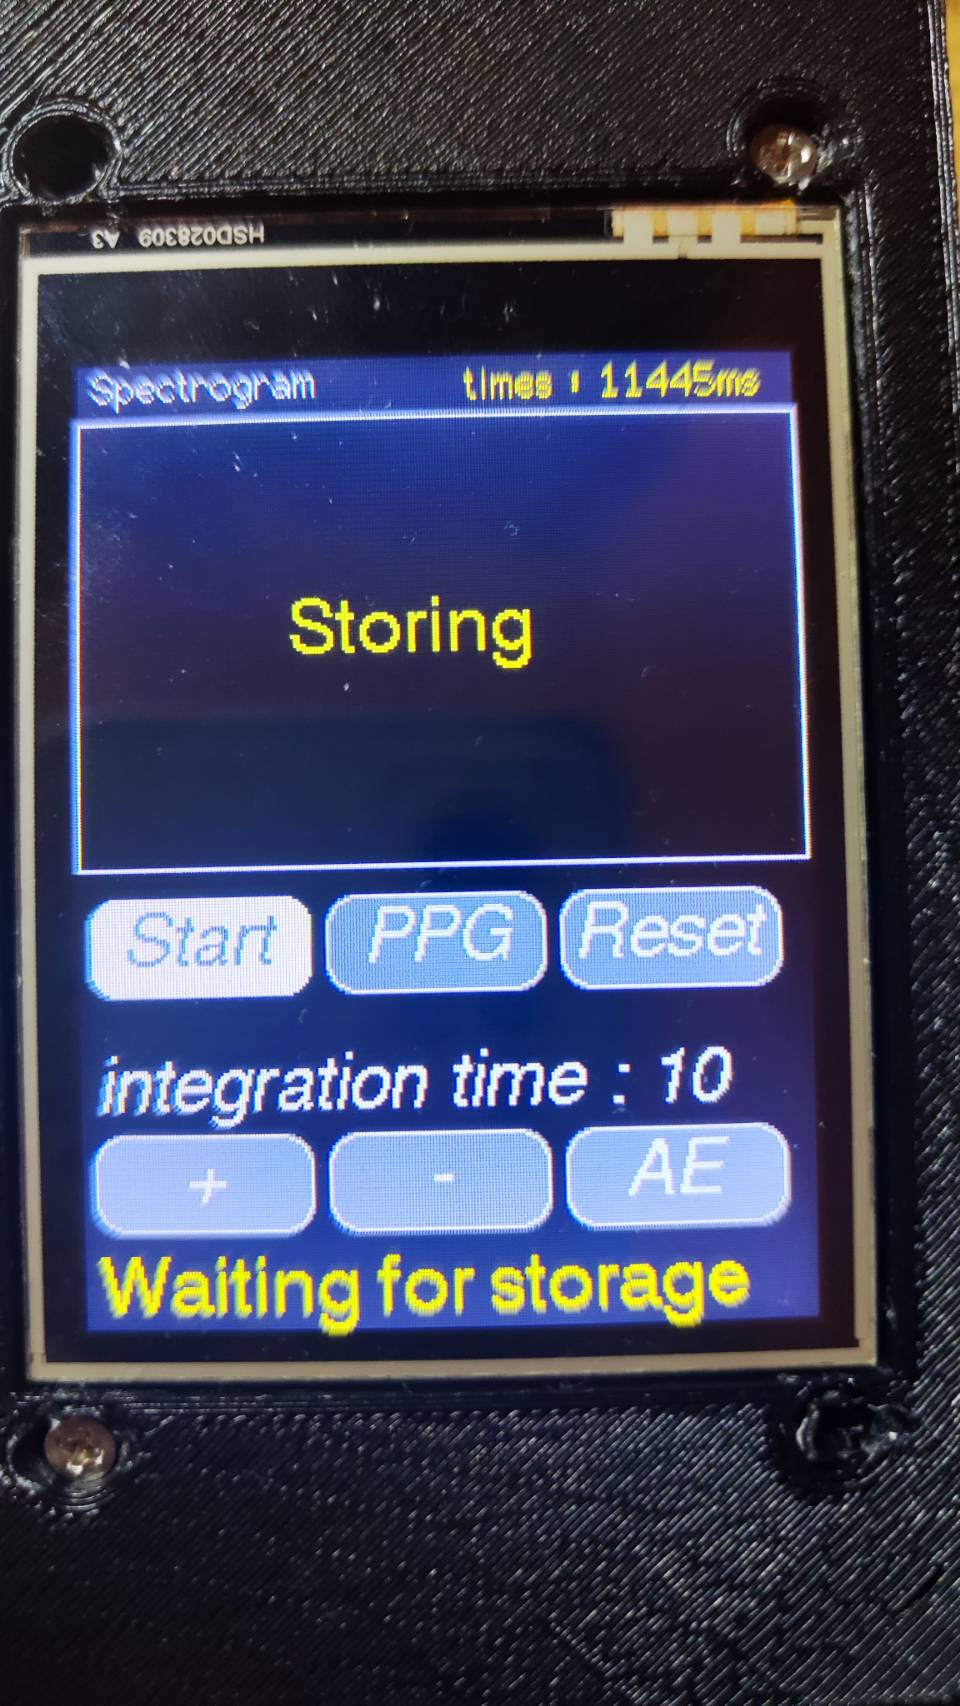 HSD028309 A3
Spectrogram times : 11445ms
Storing
Start PPG Reset
integration time : 10
+ - AE
Waiting for storage